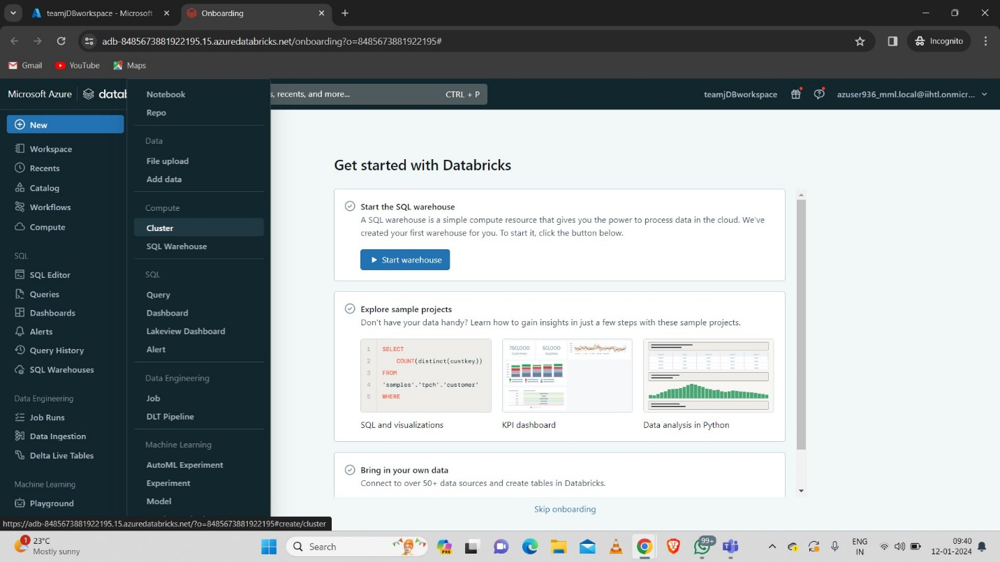 teamjDBworkspace - Microsoft
Onboarding
adb-8485673881922195.15.azuredatabricks.net/onboarding?o=8485673881922195#
Incognito
Gmail
YouTube
Maps
Microsoft Azure
datab
s, recents, and more...
CTRL + P
teamjDBworkspace
azuser936_mml.local@iihtl.onmicr...
New
Workspace
Recents
Catalog
Workflows
Compute
SQL
SQL Editor
Queries
Dashboards
Alerts
Query History
SQL Warehouses
Data Engineering
Job Runs
Data Ingestion
Delta Live Tables
Machine Learning
Playground
Notebook
Repo
Data
File upload
Add data
Compute
Cluster
SQL Warehouse
SQL
Query
Dashboard
Lakeview Dashboard
Alert
Data Engineering
Job
DLT Pipeline
Machine Learning
AutoML Experiment
Experiment
Model
Get started with Databricks
Start the SQL warehouse
A SQL warehouse is a simple compute resource that gives you the power to process data in the cloud. We've
created your first warehouse for you. To start it, click the button below.
Start warehouse
Explore sample projects
Don't have your data handy? Learn how to gain insights in just a few steps with these sample projects.
1 SELECT
2 COUNT(distinct(custkey))
3 FROM
4 'samples'.'tpch'.'customer'
5 WHERE
760,000
Customers
60,000
Suppliers
SQL and visualizations
KPI dashboard
Data analysis in Python
Bring in your own data
Connect to over 50+ data sources and create tables in Databricks.
Skip onboarding
https://adb-8485673881922195.15.azuredatabricks.net/?o=8485673881922195#create/cluster
1
23°C
Mostly sunny
Search
PRE
99+
ENG
IN
09:40
12-01-2024